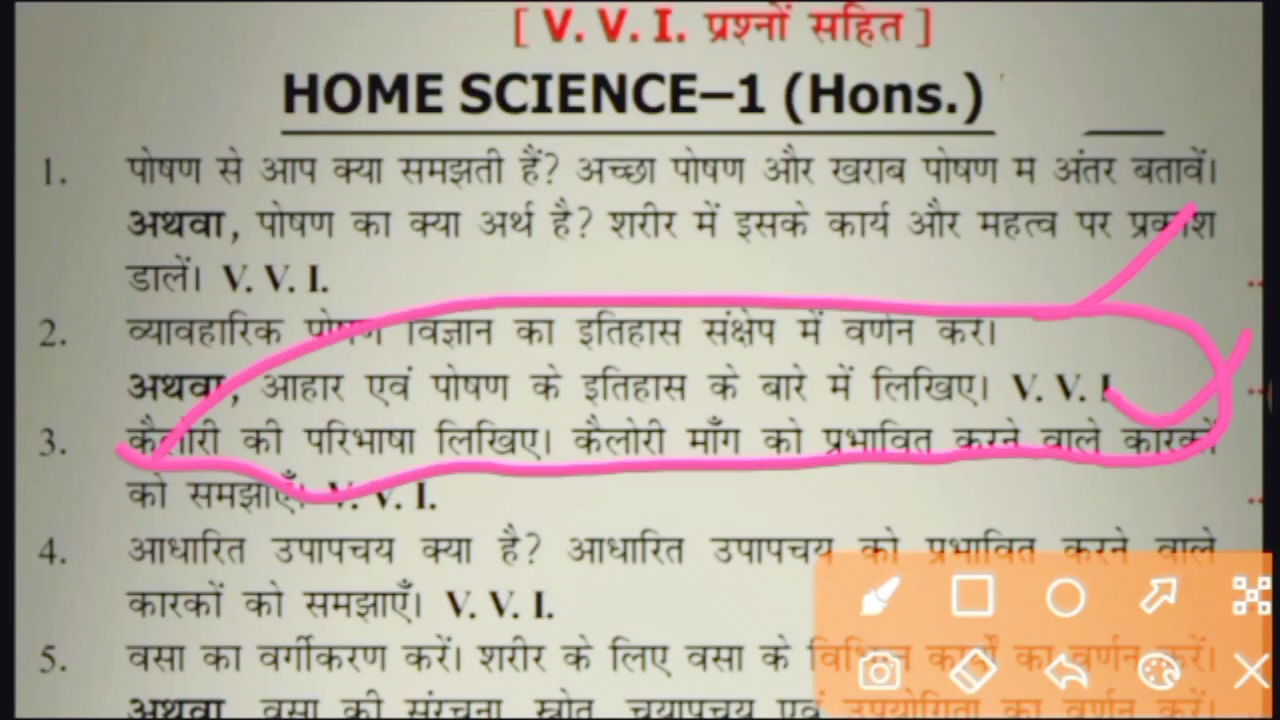 [ V. V. I. प्रश्नों सहित ]
HOME SCIENCE–1 (Hons.)
1. पोषण से आप क्या समझती हैं? अच्छा पोषण और खराब पोषण म अंतर बतावें।
अथवा, पोषण का क्या अर्थ है? शरीर में इसके कार्य और महत्व पर प्रकाश
डालें। V. V. I.
2. व्यावहारिक पोषण विज्ञान का इतिहास संक्षेप में वर्णन करें।
अथवा, आहार एवं पोषण के इतिहास के बारे में लिखिए। V. V. I
3. कैलोरी की परिभाषा लिखिए। कैलोरी माँग को प्रभावित करने वाले कारकों
को समझाएँ। V. V. I.
4. आधारित उपापचय क्या है? आधारित उपापचय को प्रभावित करने वाले
कारकों को समझाएँ। V. V. I.
5. वसा का वर्गीकरण करें। शरीर के लिए वसा के विभिन्न कार्यों का वर्णन करें।
अथवा वसा की संरचना, स्त्रोत, चयापचय एवं उपयोगिता का वर्णन करें।